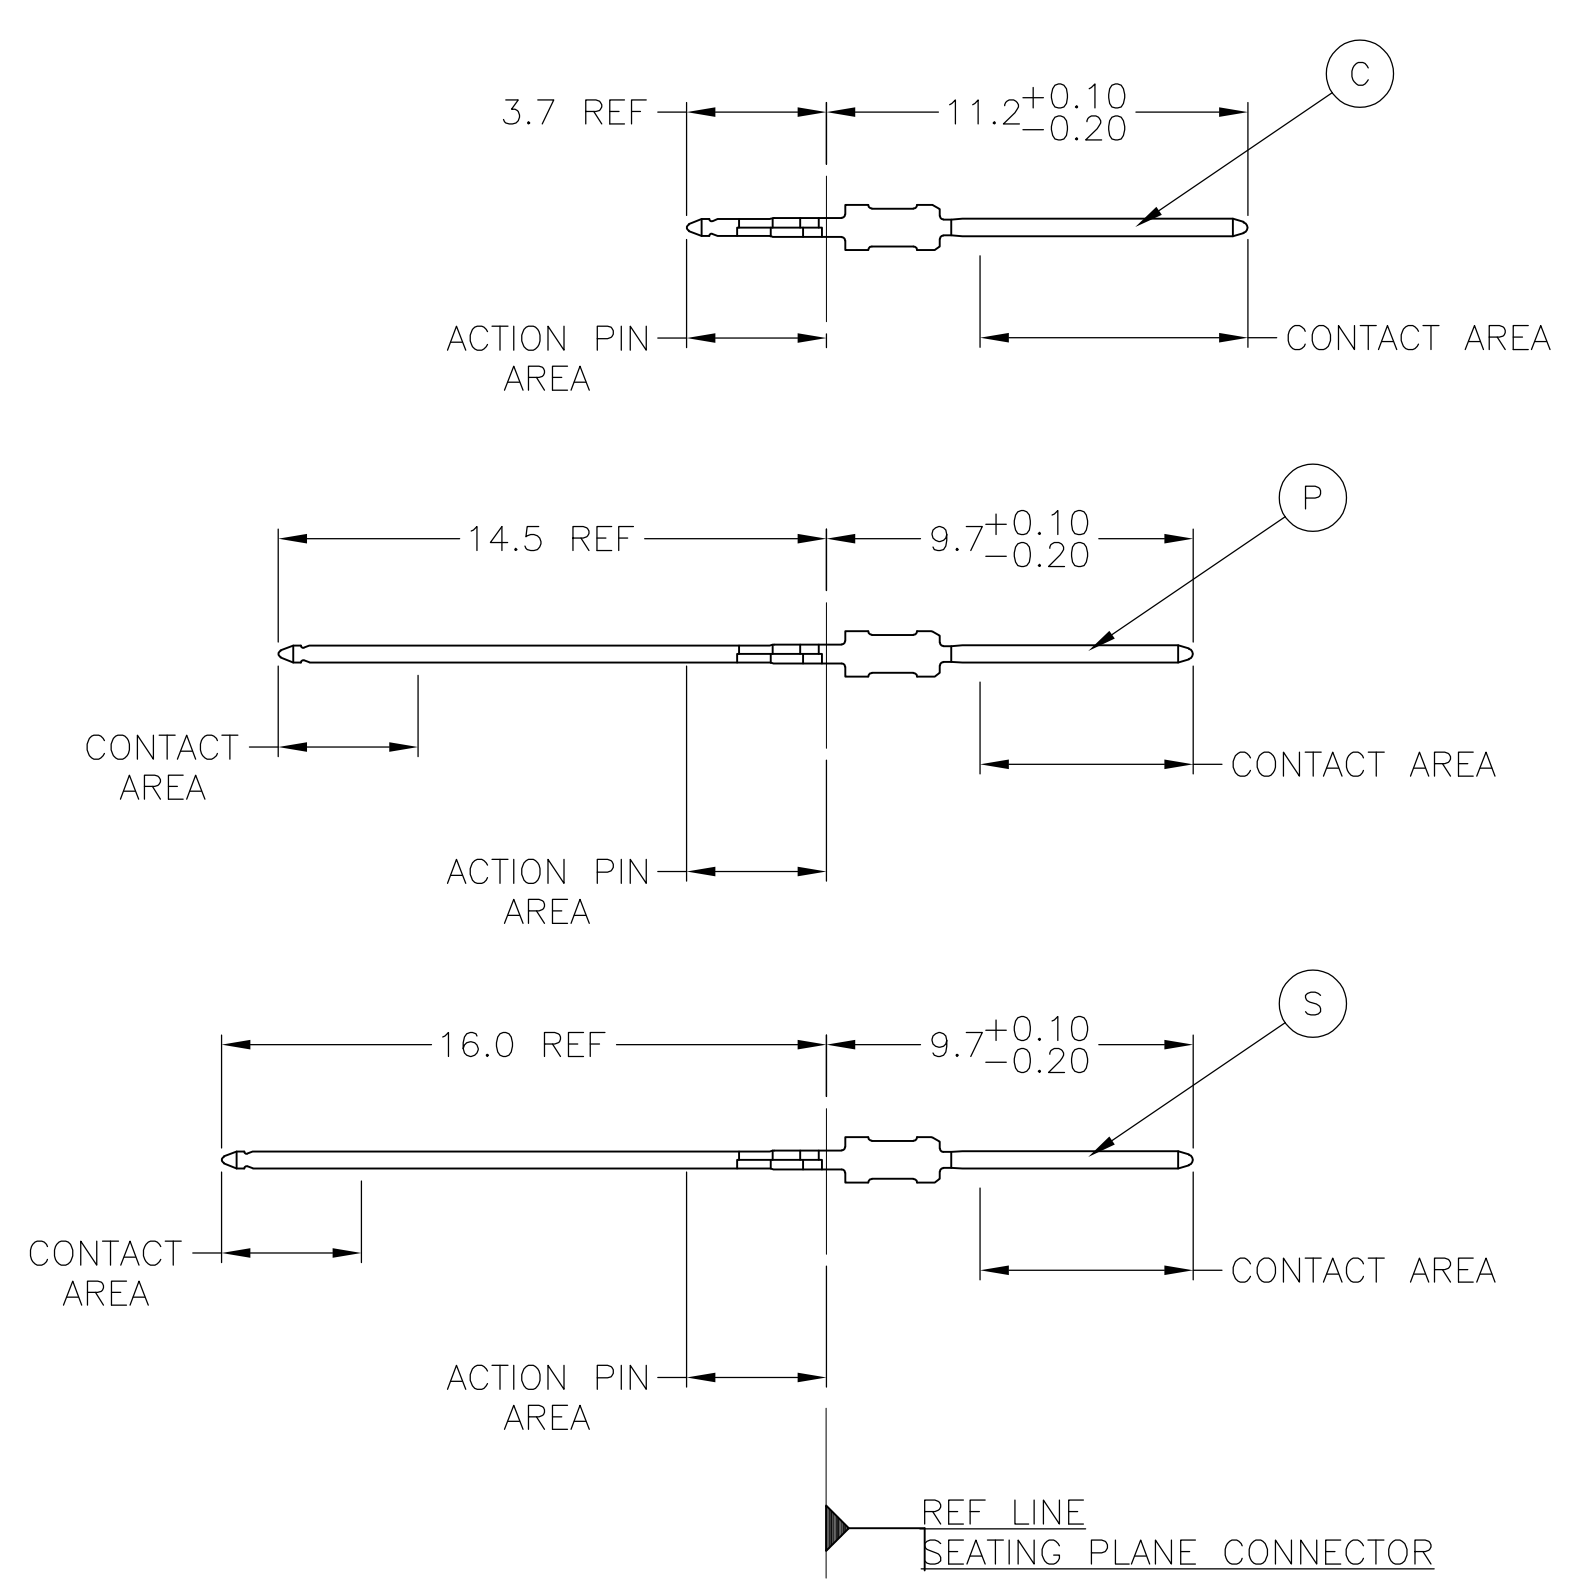 C
3.7 REF
11.2 +0.10
-0.20
ACTION PIN
AREA
CONTACT AREA
P
14.5 REF
9.7 +0.10
-0.20
CONTACT
AREA
CONTACT AREA
ACTION PIN
AREA
S
16.0 REF
9.7 +0.10
-0.20
CONTACT
AREA
CONTACT AREA
ACTION PIN
AREA
REF LINE
SEATING PLANE CONNECTOR